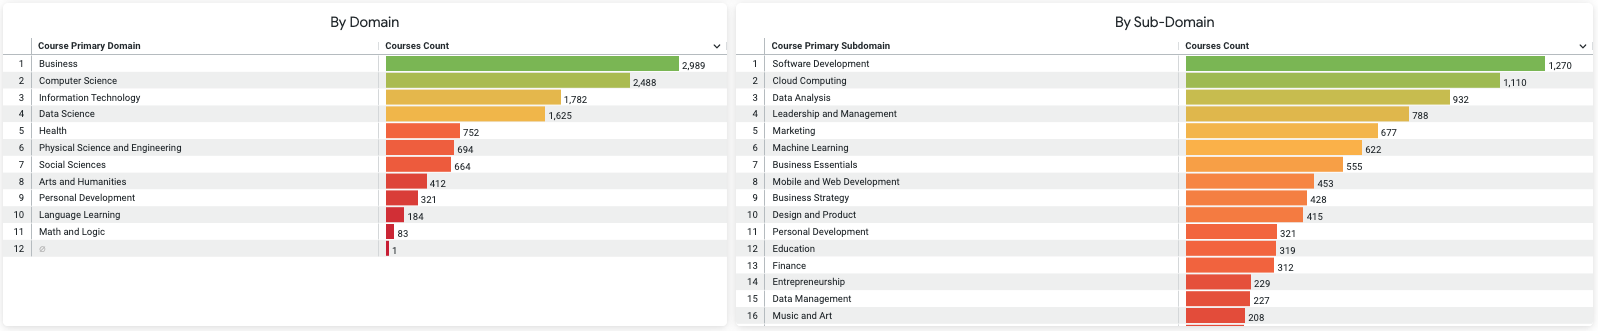 By Domain
Course Primary Domain Courses Count
1 Business 2,989
2 Computer Science 2,488
3 Information Technology 1,782
4 Data Science 1,625
5 Health 752
6 Physical Science and Engineering 694
7 Social Sciences 664
8 Arts and Humanities 412
9 Personal Development 321
10 Language Learning 184
11 Math and Logic 83
12 ∅ 1
By Sub-Domain
Course Primary Subdomain Courses Count
1 Software Development 1,270
2 Cloud Computing 1,110
3 Data Analysis 932
4 Leadership and Management 788
5 Marketing 677
6 Machine Learning 622
7 Business Essentials 555
8 Mobile and Web Development 453
9 Business Strategy 428
10 Design and Product 415
11 Personal Development 321
12 Education 319
13 Finance 312
14 Entrepreneurship 229
15 Data Management 227
16 Music and Art 208